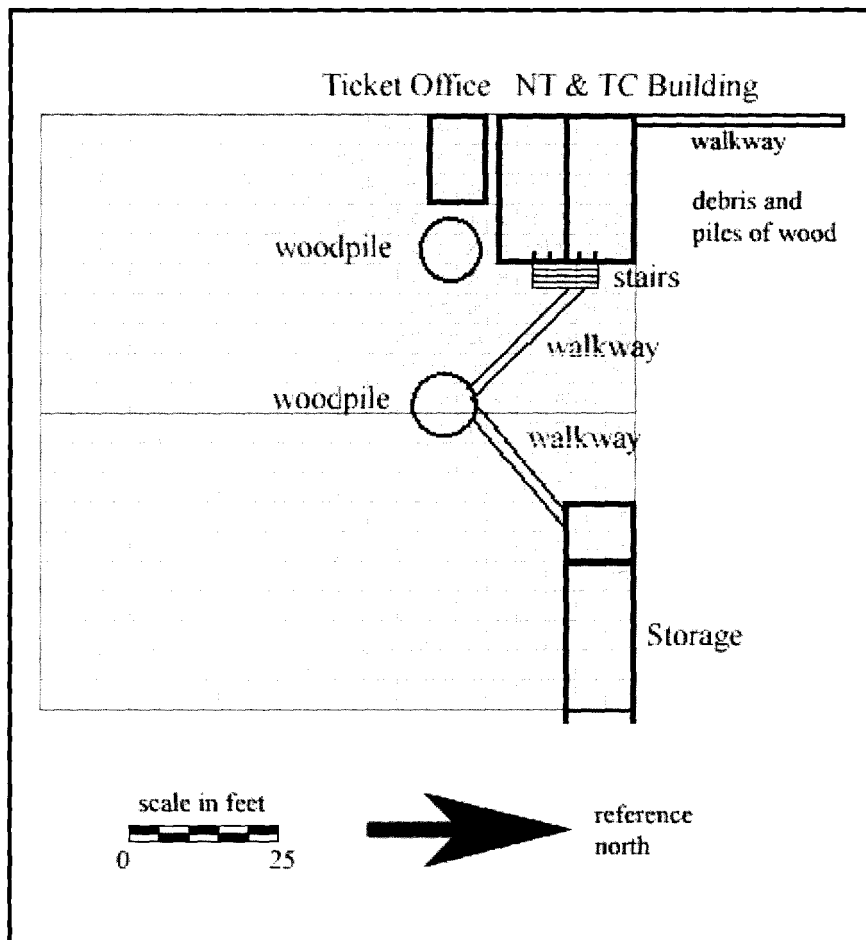 Ticket Office NT & TC Building
walkway
debris and
piles of wood
woodpile
stairs
walkway
woodpile
walkway
Storage
scale in feet
0 25
reference
north